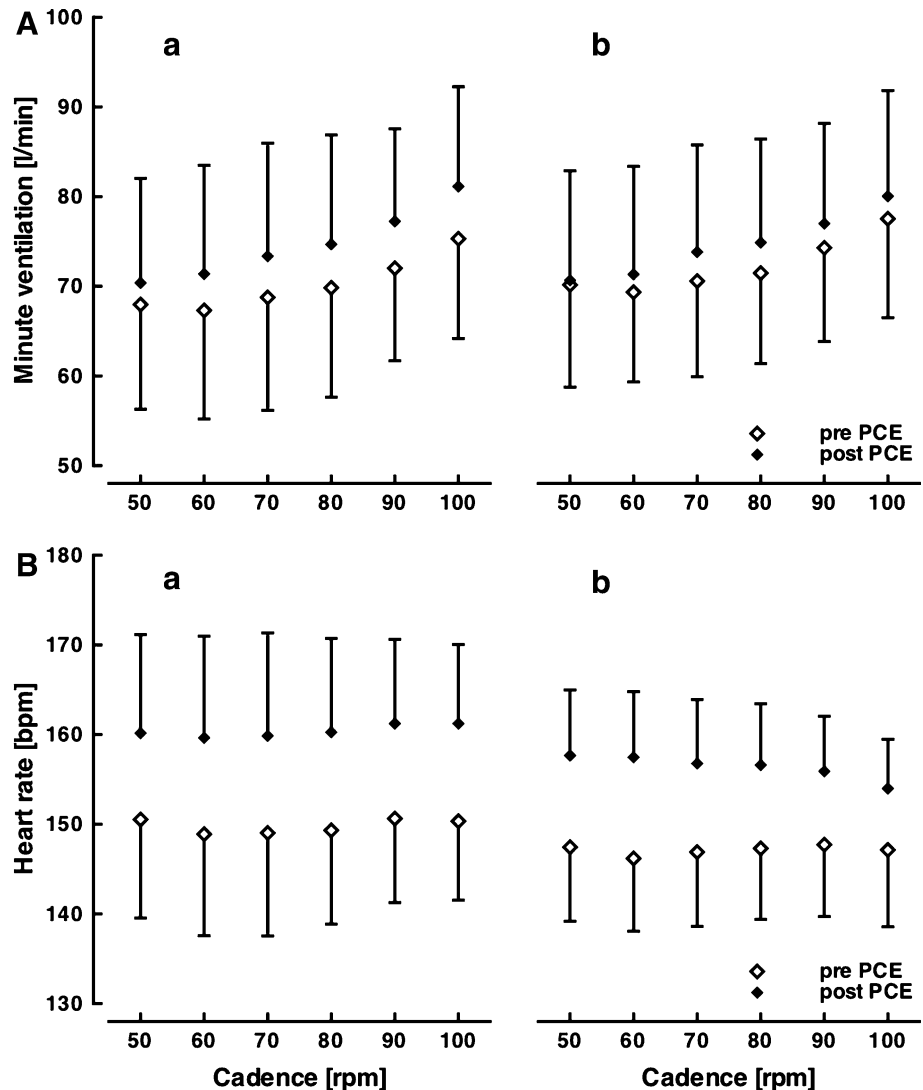 A
a
b
Minute ventilation [l/min]
100
90
80
70
60
50
pre PCE
post PCE
50 60 70 80 90 100
50 60 70 80 90 100
B
a
b
Heart rate [bpm]
180
170
160
150
140
130
pre PCE
post PCE
50 60 70 80 90 100
50 60 70 80 90 100
Cadence [rpm]
Cadence [rpm]